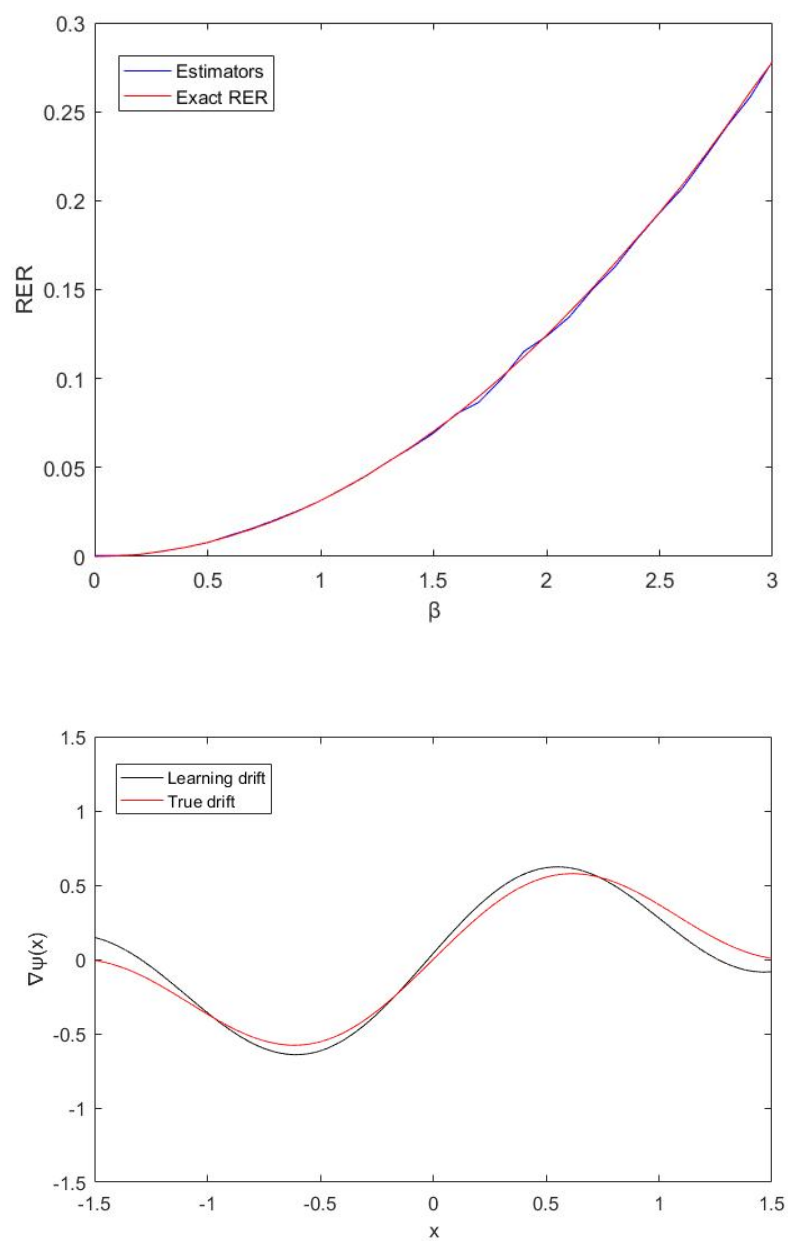 0.3
Estimators
Exact RER
0.25
0.2
RER
0.15
0.1
0.05
0
0 0.5 1 1.5 2 2.5 3
β
1.5
Learning drift
True drift
1
0.5
∇ψ(x)
0
-0.5
-1
-1.5
-1.5 -1 -0.5 0 0.5 1 1.5
x